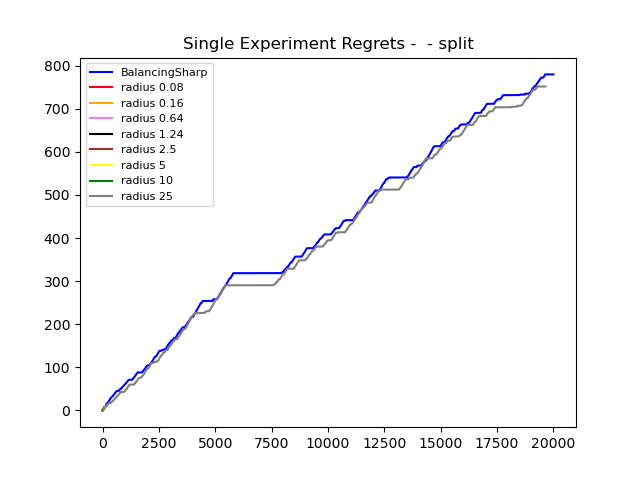 Single Experiment Regrets -  - split
BalancingSharp
radius 0.08
radius 0.16
radius 0.64
radius 1.24
radius 2.5
radius 5
radius 10
radius 25
800
700
600
500
400
300
200
100
0
0 2500 5000 7500 10000 12500 15000 17500 20000